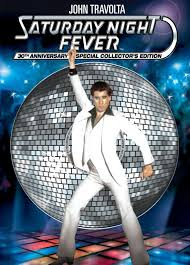 JOHN TRAVOLTA
SATURDAY NIGHT
FEVER
30TH ANNIVERSARY SPECIAL COLLECTOR'S EDITION